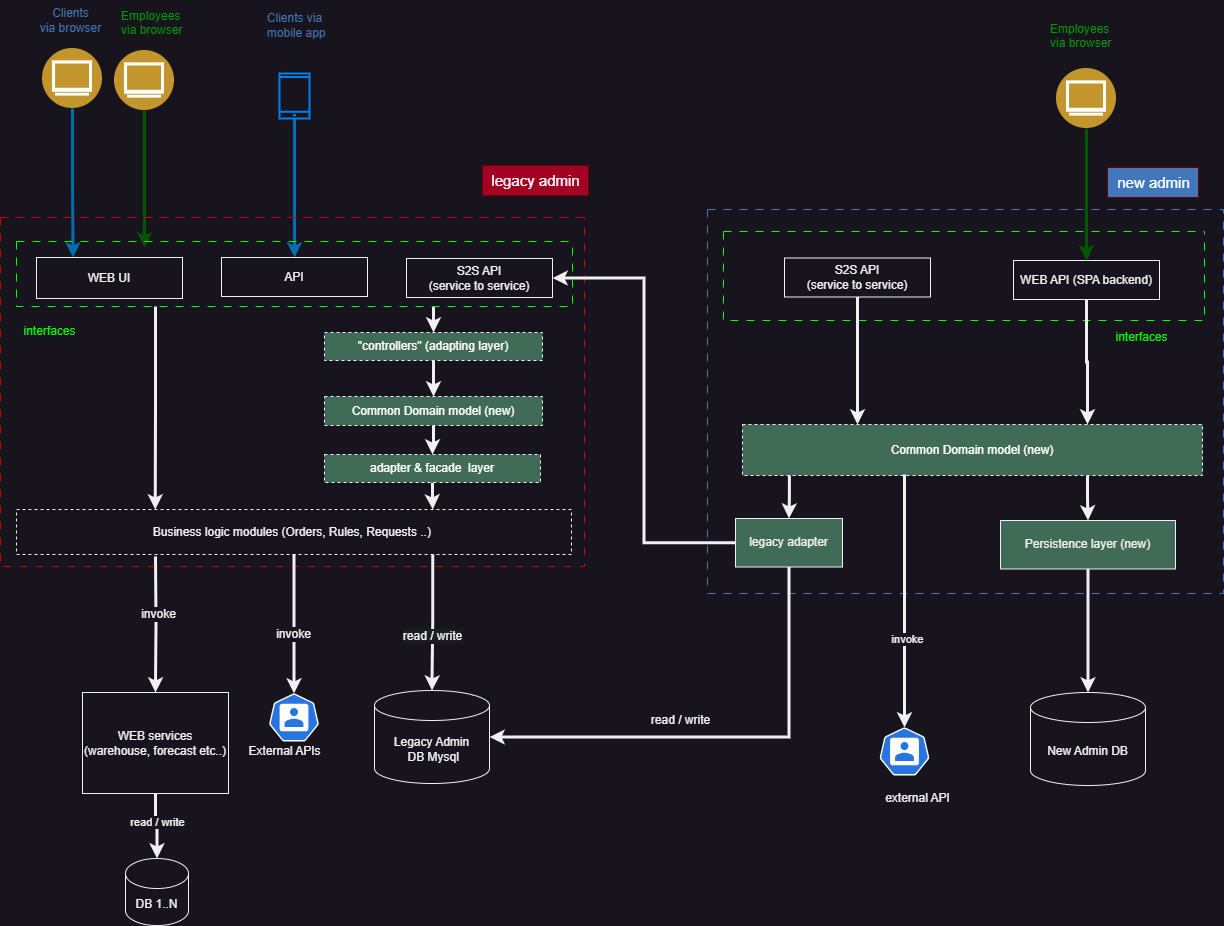 Clients
via browser
Employees
via browser
Clients via
mobile app
Employees
via browser
legacy admin
new admin
WEB UI
API
S2S API
(service to service)
S2S API
(service to service)
WEB API (SPA backend)
interfaces
interfaces
"controllers" (adapting layer)
Common Domain model (new)
adapter & facade layer
Common Domain model (new)
Business logic modules (Orders, Rules, Requests ..)
legacy adapter
Persistence layer (new)
invoke
invoke
read / write
invoke
read / write
WEB services
(warehouse, forecast etc..)
External APIs
Legacy Admin
DB Mysql
external API
New Admin DB
read / write
DB 1..N